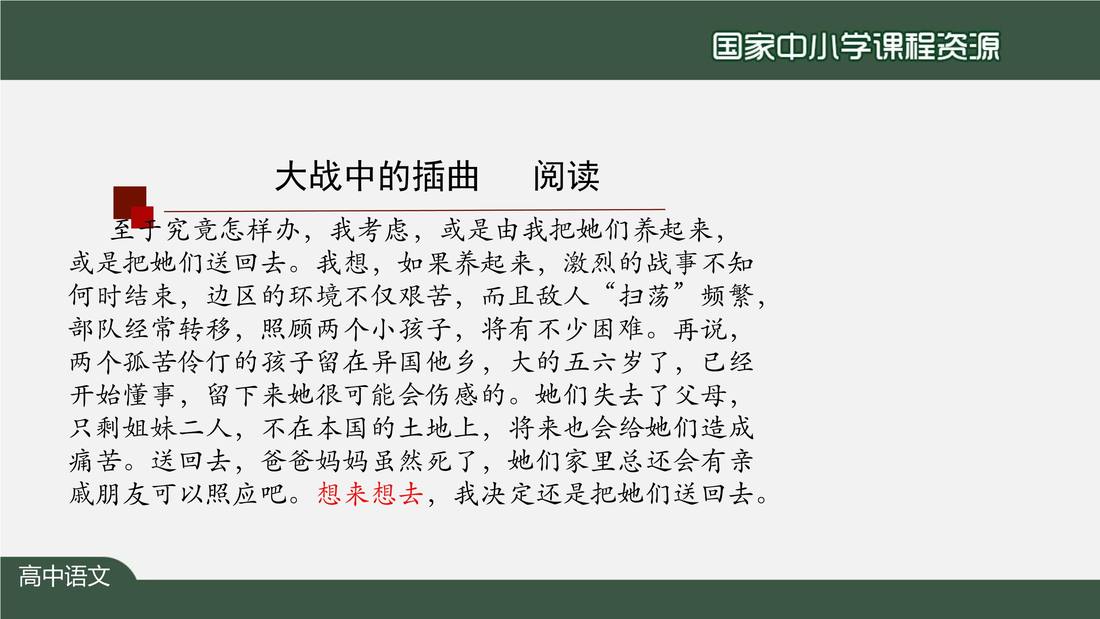 国家中小学课程资源
大战中的插曲 阅读
至于究竟怎样办，我考虑，或是由我把她们养起来，
或是把她们送回去。我想，如果养起来，激烈的战事不知
何时结束，边区的环境不仅艰苦，而且敌人“扫荡”频繁，
部队经常转移，照顾两个小孩子，将有不少困难。再说，
两个孤苦伶仃的孩子留在异国他乡，大的五六岁了，已经
开始懂事，留下来她很可能会伤感的。她们失去了父母，
只剩姐妹二人，不在本国的土地上，将来也会给她们造成
痛苦。送回去，爸爸妈妈虽然死了，她们家里总还会有亲
戚朋友可以照应吧。想来想去，我决定还是把她们送回去。
高中语文